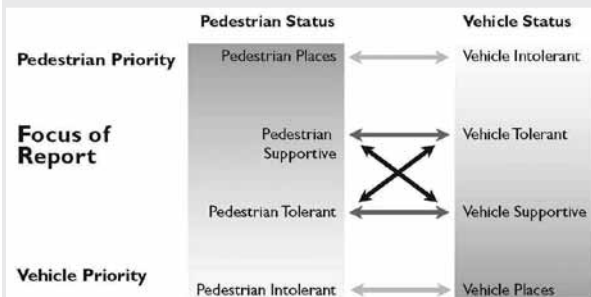 Pedestrian Status Vehicle Status
Pedestrian Priority Pedestrian Places Vehicle Intolerant
Focus of
Report
Pedestrian
Supportive
Vehicle Tolerant
Pedestrian Tolerant Vehicle Supportive
Vehicle Priority
Pedestrian Intolerant Vehicle Places